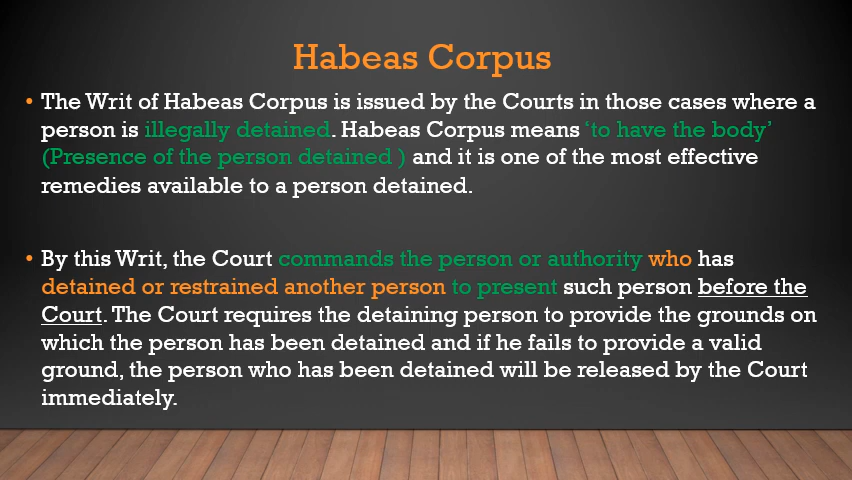 Habeas Corpus
• The Writ of Habeas Corpus is issued by the Courts in those cases where a
person is illegally detained. Habeas Corpus means ‘to have the body’
(Presence of the person detained ) and it is one of the most effective
remedies available to a person detained.
• By this Writ, the Court commands the person or authority who has
detained or restrained another person to present such person before the
Court. The Court requires the detaining person to provide the grounds on
which the person has been detained and if he fails to provide a valid
ground, the person who has been detained will be released by the Court
immediately.